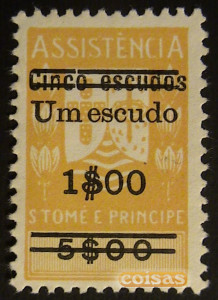 ASSISTÊNCIA
Cinco escudos
Um escudo
1$00
S. TOMÉ E PRINCIPE
5$00
coisas